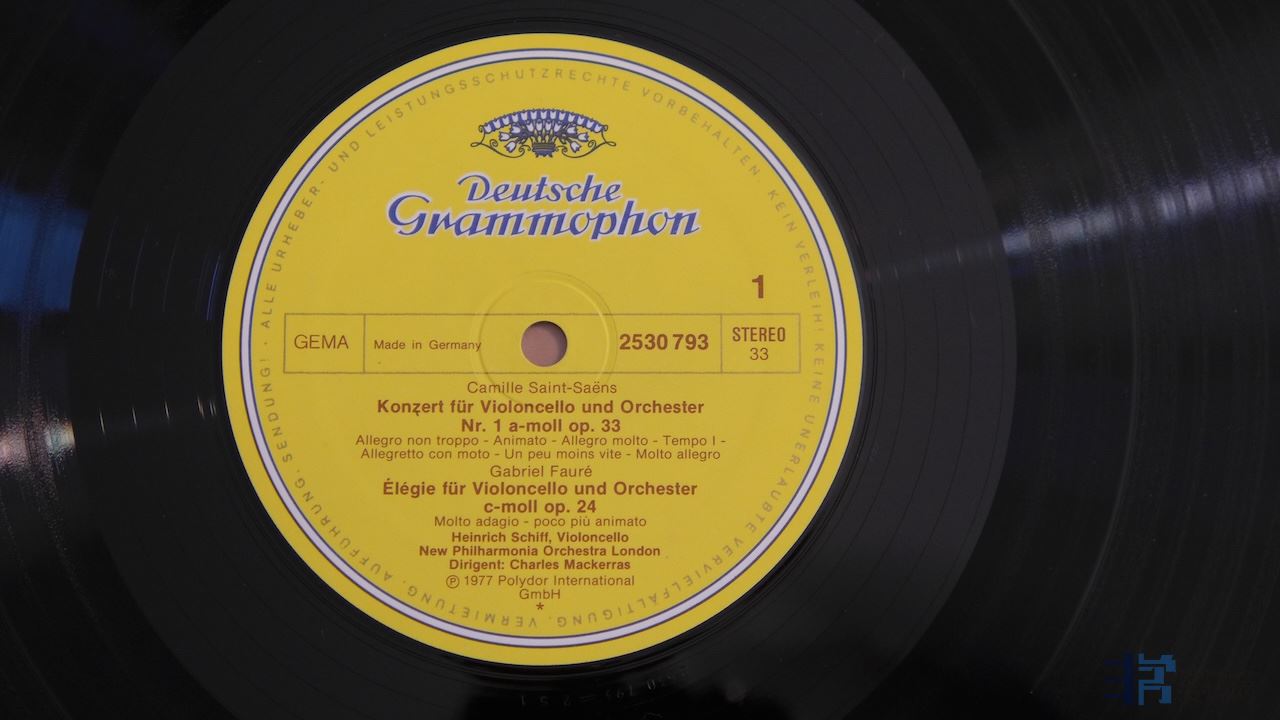 ALLE URHEBER- UND LEISTUNGSSCHUTZRECHTE VORBEHALTEN KEIN VERLEIH! KEINE UNERLAUBTE VERVIELFÄLTIGUNG, VERMIETUNG, AUFFÜHRUNG, SENDUNG!
Deutsche
Grammophon
1
GEMA
Made in Germany
2530 793
STEREO
33
Camille Saint-Saëns
Konzert für Violoncello und Orchester
Nr. 1 a-moll op. 33
Allegro non troppo - Animato - Allegro molto - Tempo I -
Allegretto con moto - Un peu moins vite - Molto allegro
Gabriel Fauré
Élégie für Violoncello und Orchester
c-moll op. 24
Molto adagio - poco più animato
Heinrich Schiff, Violoncello
New Philharmonia Orchestra London
Dirigent: Charles Mackerras
℗ 1977 Polydor International
GmbH
*